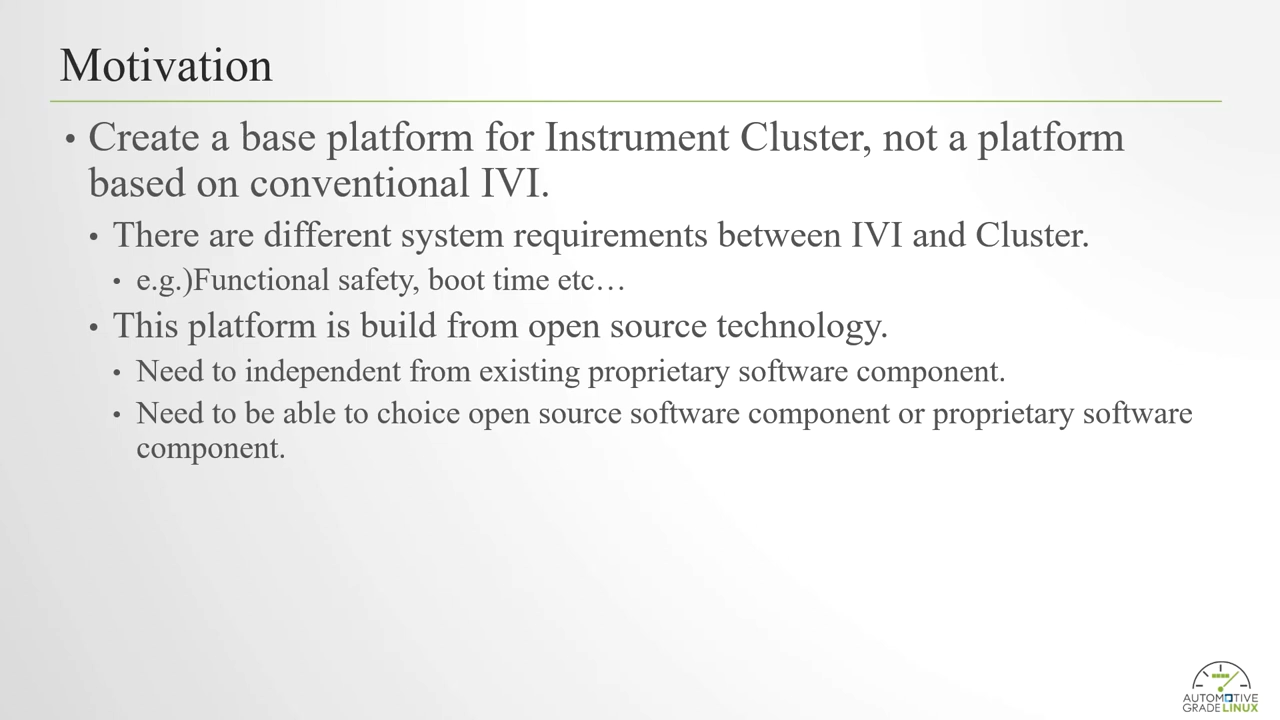 Motivation
• Create a base platform for Instrument Cluster, not a platform
based on conventional IVI.
• There are different system requirements between IVI and Cluster.
• e.g.)Functional safety, boot time etc…
• This platform is build from open source technology.
• Need to independent from existing proprietary software component.
• Need to be able to choice open source software component or proprietary software
component.
AUTOMOTIVE
GRADE LINUX